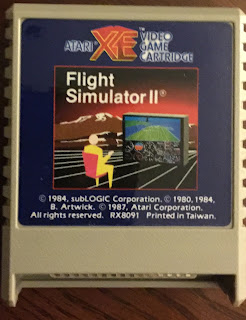 ATARI XE ™ VIDEO
GAME
CARTRIDGE
Flight
Simulator II®
© 1984, subLOGIC Corporation. © 1980, 1984,
B. Artwick. © 1987, Atari Corporation.
All rights reserved. RX8091 Printed in Taiwan.